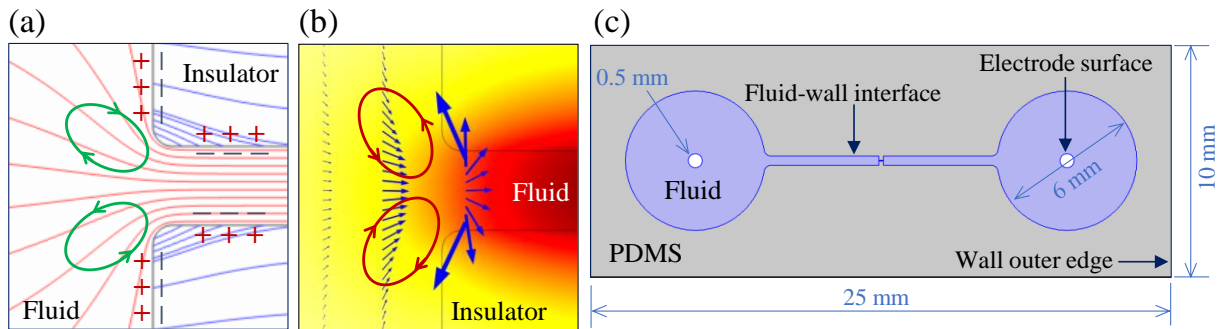 (a)
Insulator
+
+
+
+ + +
+ + +
+
+
+
Fluid
(b)
Fluid
Insulator
(c)
0.5 mm
Fluid-wall interface
Electrode surface
Fluid
6 mm
PDMS
Wall outer edge
10 mm
25 mm